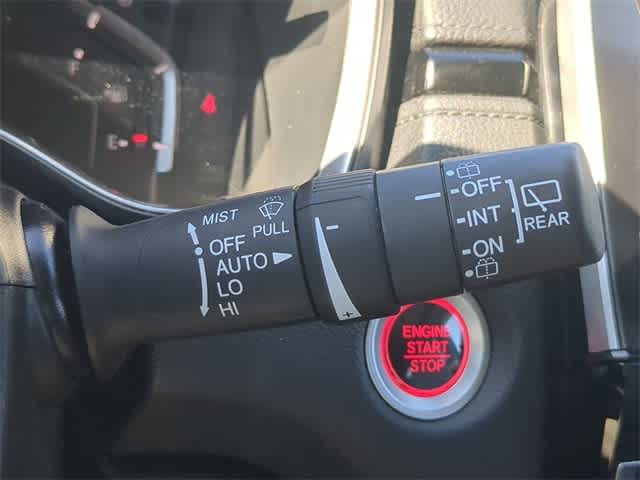 MIST
PULL
OFF
AUTO
LO
HI
-
+
OFF
INT
ON
REAR
ENGINE
START
STOP